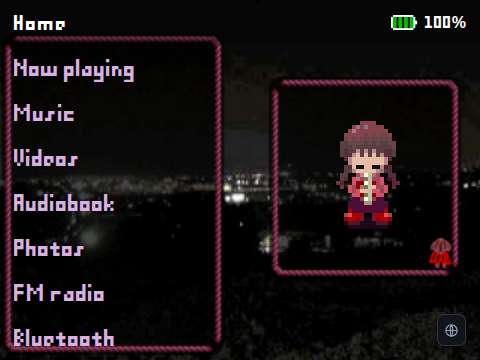 Home
100%
Now playing
Music
Videos
Audiobook
Photos
FM radio
Bluetooth